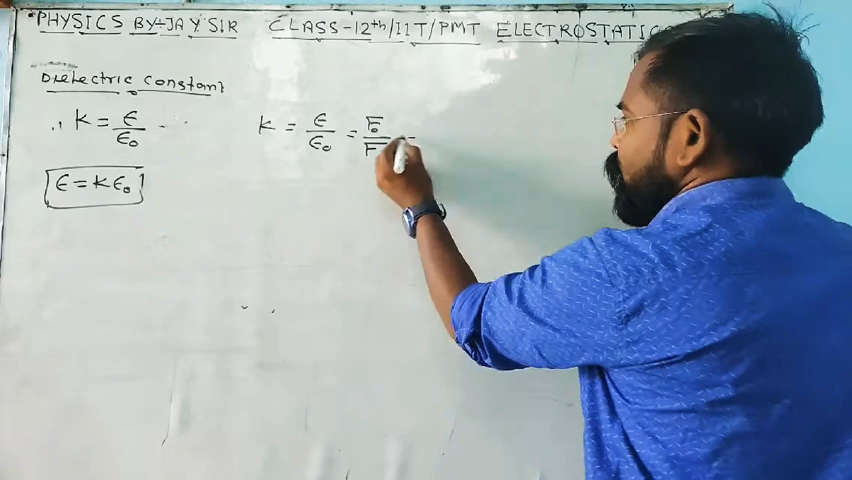 PHYSICS BY-JAY SIR CLASS-12th/IIT/PMT ELECTROSTATIC
Dielectric constant
∴ K = ε/ε₀
K = ε/ε₀ = F₀/F =
ε = Kε₀